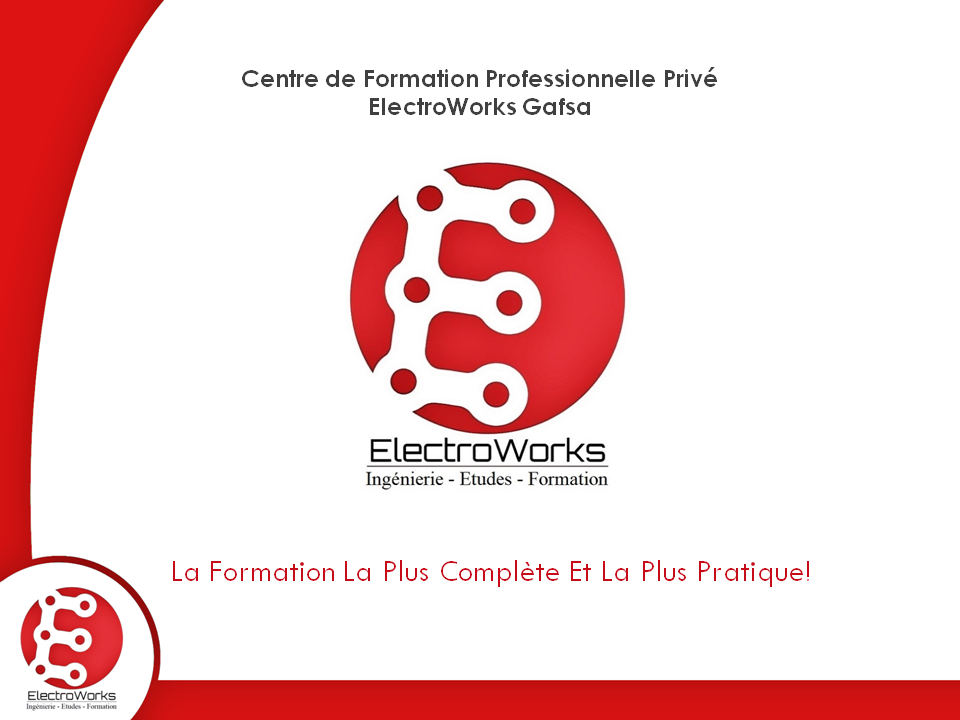 Centre de Formation Professionnelle Privé
ElectroWorks Gafsa
ElectroWorks
Ingénierie - Etudes - Formation
La Formation La Plus Complète Et La Plus Pratique!
ElectroWorks
Ingénierie - Etudes - Formation